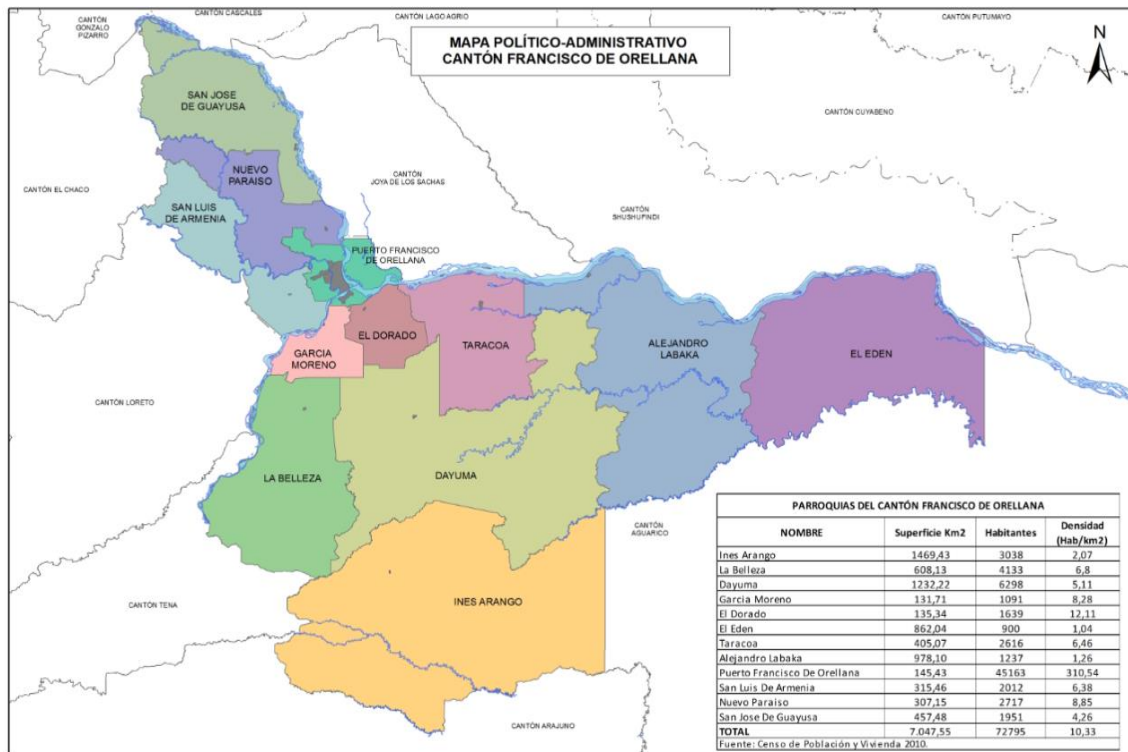 CANTÓN CASCALES
CANTÓN
GONZALO
PIZARRO
CANTÓN LAGO AGRIO
CANTÓN PUTUMAYO
MAPA POLÍTICO-ADMINISTRATIVO
CANTÓN FRANCISCO DE ORELLANA
N
SAN JOSE
DE GUAYUSA
CANTÓN CUYABENO
NUEVO
PARAISO
CANTÓN
JOYA DE LOS SACHAS
CANTÓN EL CHACO
SAN LUIS
DE ARMENIA
CANTÓN
SHUSHUFINDI
PUERTO FRANCISCO
DE ORELLANA
EL DORADO
TARACOA
ALEJANDRO
LABAKA
EL EDEN
GARCIA
MORENO
CANTÓN LORETO
LA BELLEZA
DAYUMA
CANTÓN
AGUARICO
CANTÓN TENA
INES ARANGO
CANTÓN ARAJUNO
PARROQUIAS DEL CANTÓN FRANCISCO DE ORELLANA
NOMBRE Superficie Km2 Habitantes Densidad
(Hab/km2)
Ines Arango 1469,43 3038 2,07
La Belleza 608,13 4133 6,8
Dayuma 1232,22 6298 5,11
Garcia Moreno 131,71 1091 8,28
El Dorado 135,34 1639 12,11
El Eden 862,04 900 1,04
Taracoa 405,07 2616 6,46
Alejandro Labaka 978,10 1237 1,26
Puerto Francisco De Orellana 145,43 45163 310,54
San Luis De Armenia 315,46 2012 6,38
Nuevo Paraiso 307,15 2717 8,85
San Jose De Guayusa 457,48 1951 4,26
TOTAL 7.047,55 72795 10,33
Fuente: Censo de Población y Vivienda 2010.